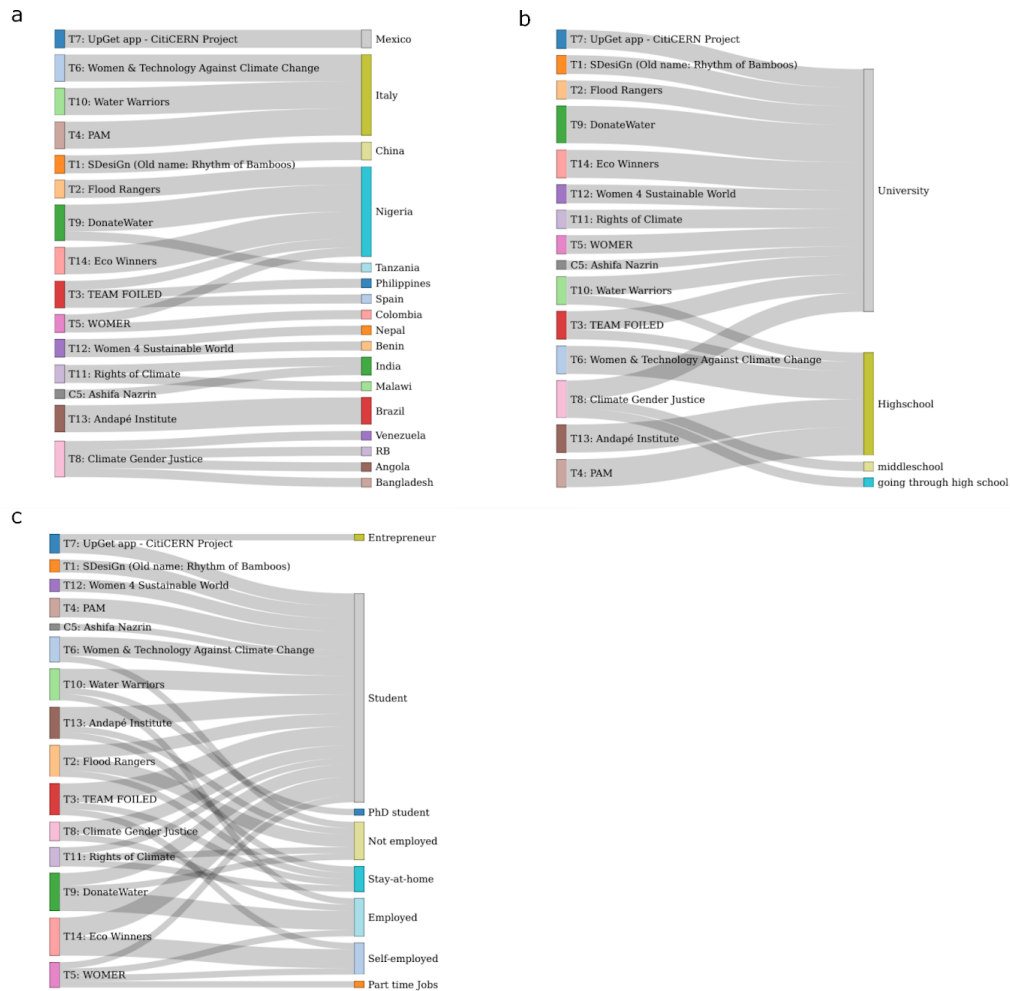 a
T7: UpGet app - CitiCERN Project
T6: Women & Technology Against Climate Change
T10: Water Warriors
T4: PAM
T1: SDesiGn (Old name: Rhythm of Bamboos)
T2: Flood Rangers
T9: DonateWater
T14: Eco Winners
T3: TEAM FOILED
T5: WOMER
T12: Women 4 Sustainable World
T11: Rights of Climate
C5: Ashifa Nazrin
T13: Andapé Institute
T8: Climate Gender Justice
Mexico
Italy
China
Nigeria
Tanzania
Philippines
Spain
Colombia
Nepal
Benin
India
Malawi
Brazil
Venezuela
RB
Angola
Bangladesh
b
T7: UpGet app - CitiCERN Project
T1: SDesiGn (Old name: Rhythm of Bamboos)
T2: Flood Rangers
T9: DonateWater
T14: Eco Winners
T12: Women 4 Sustainable World
T11: Rights of Climate
T5: WOMER
C5: Ashifa Nazrin
T10: Water Warriors
T3: TEAM FOILED
T6: Women & Technology Against Climate Change
T8: Climate Gender Justice
T13: Andapé Institute
T4: PAM
University
Highschool
middleschool
going through high school
c
T7: UpGet app - CitiCERN Project
T1: SDesiGn (Old name: Rhythm of Bamboos)
T12: Women 4 Sustainable World
T4: PAM
C5: Ashifa Nazrin
T6: Women & Technology Against Climate Change
T10: Water Warriors
T13: Andapé Institute
T2: Flood Rangers
T3: TEAM FOILED
T8: Climate Gender Justice
T11: Rights of Climate
T9: DonateWater
T14: Eco Winners
T5: WOMER
Entrepreneur
Student
PhD student
Not employed
Stay-at-home
Employed
Self-employed
Part time Jobs